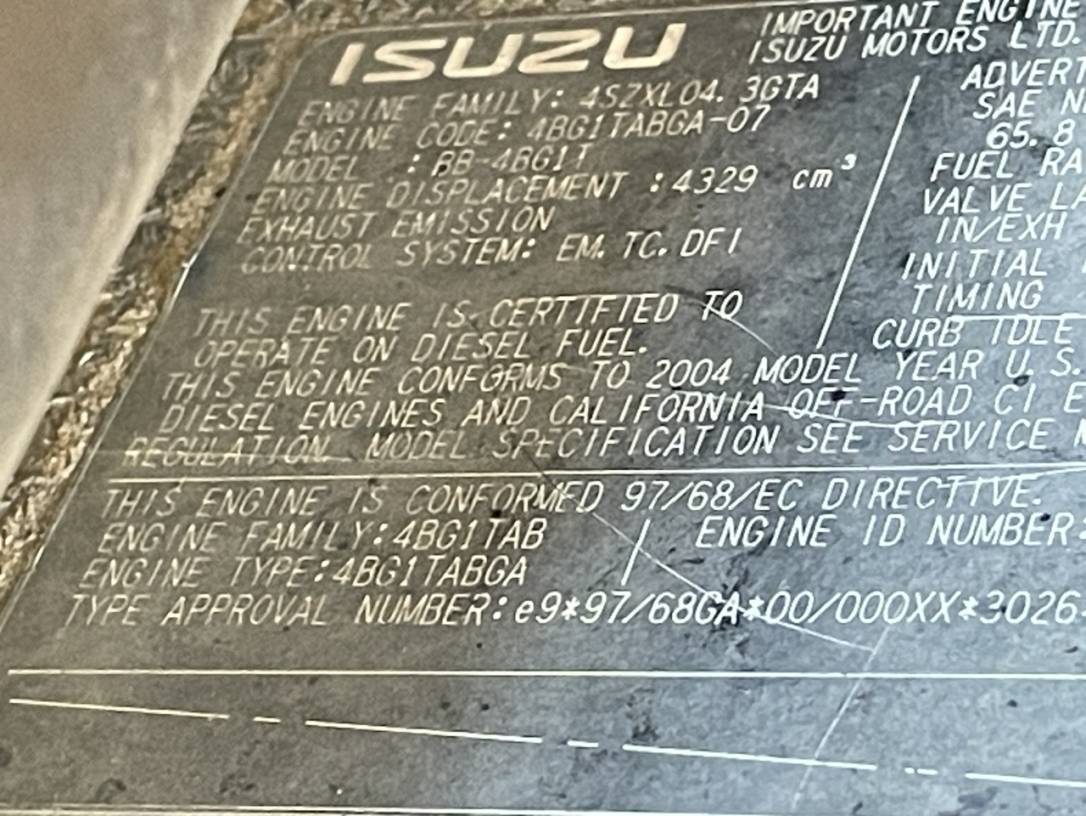 ISUZU
IMPORTANT ENGINE
ISUZU MOTORS LTD.
ENGINE FAMILY: 4SZXL04. 3GTA
ENGINE CODE: 4BG1TABGA-07
MODEL : BB-4BG1T
ENGINE DISPLACEMENT : 4329 cm³
EXHAUST EMISSION
CONTROL SYSTEM: EM. TC. DFI
ADVERT
SAE N
65. 8
FUEL RA
VALVE LA
IN/EXH
INITIAL
TIMING
CURB IDLE
THIS ENGINE IS CERTIFIED TO
OPERATE ON DIESEL FUEL.
THIS ENGINE CONFORMS TO 2004 MODEL YEAR U. S.
DIESEL ENGINES AND CALIFORNIA OFF-ROAD CI E
REGULATION. MODEL SPECIFICATION SEE SERVICE
THIS ENGINE IS CONFORMED 97/68/EC DIRECTIVE.
ENGINE FAMILY: 4BG1TAB
ENGINE ID NUMBER:
ENGINE TYPE: 4BG1TABGA
TYPE APPROVAL NUMBER: e9*97/68GA*00/000XX*3026